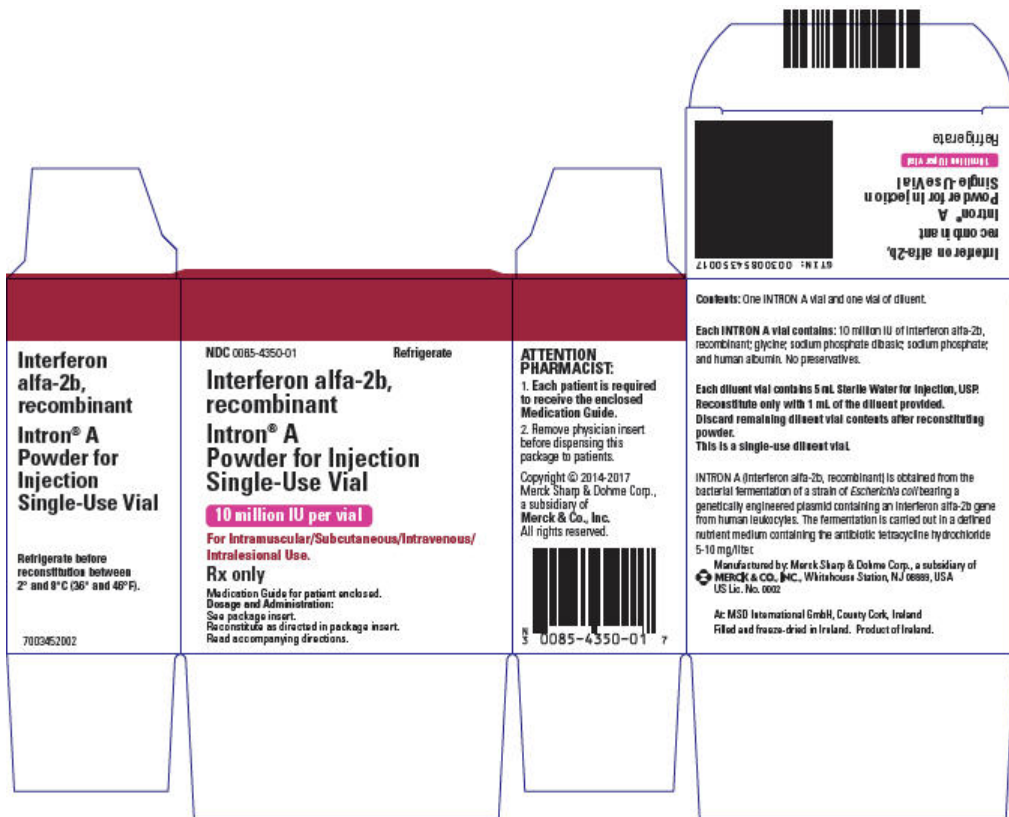 Refrigerate
10 million IU per vial
Single-Use Vial
Powder for Injection
Intron® A
recombinant
Interferon alfa-2b,
GTIN: 00300854350017
Interferon
alfa-2b,
recombinant
Intron® A
Powder for
Injection
Single-Use Vial
Refrigerate before
reconstitution between
2° and 8°C (36° and 46°F).
7003452002
NDC 0085-4350-01 Refrigerate
Interferon alfa-2b,
recombinant
Intron® A
Powder for Injection
Single-Use Vial
10 million IU per vial
For Intramuscular/Subcutaneous/Intravenous/
Intralesional Use.
Rx only
Medication Guide for patient enclosed.
Dosage and Administration:
See package insert.
Reconstitute as directed in package insert.
Read accompanying directions.
ATTENTION
PHARMACIST:
1. Each patient is required
to receive the enclosed
Medication Guide.
2. Remove physician insert
before dispensing this
package to patients.
Copyright © 2014-2017
Merck Sharp & Dohme Corp.,
a subsidiary of
Merck & Co., Inc.
All rights reserved.
N
3 0085-4350-01 7
Contents: One INTRON A vial and one vial of diluent.
Each INTRON A vial contains: 10 million IU of interferon alfa-2b,
recombinant; glycine; sodium phosphate dibasic; sodium phosphate;
and human albumin. No preservatives.
Each diluent vial contains 5 mL Sterile Water for Injection, USP.
Reconstitute only with 1 mL of the diluent provided.
Discard remaining diluent vial contents after reconstituting
powder.
This is a single-use diluent vial.
INTRON A (interferon alfa-2b, recombinant) is obtained from the
bacterial fermentation of a strain of Escherichia coli bearing a
genetically engineered plasmid containing an interferon alfa-2b gene
from human leukocytes. The fermentation is carried out in a defined
nutrient medium containing the antibiotic tetracycline hydrochloride
5-10 mg/liter.
Manufactured by: Merck Sharp & Dohme Corp., a subsidiary of
MERCK & CO., INC., Whitehouse Station, NJ 08889, USA
US Lic. No. 0002
At: MSD International GmbH, County Cork, Ireland
Filled and freeze-dried in Ireland. Product of Ireland.